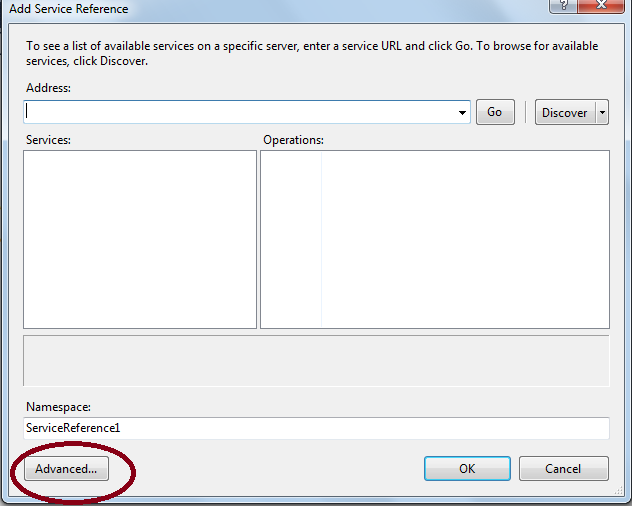 Add Service Reference
?
To see a list of available services on a specific server, enter a service URL and click Go. To browse for available
services, click Discover.
Address:
Go
Discover
Services:
Operations:
Namespace:
ServiceReference1
Advanced...
OK
Cancel